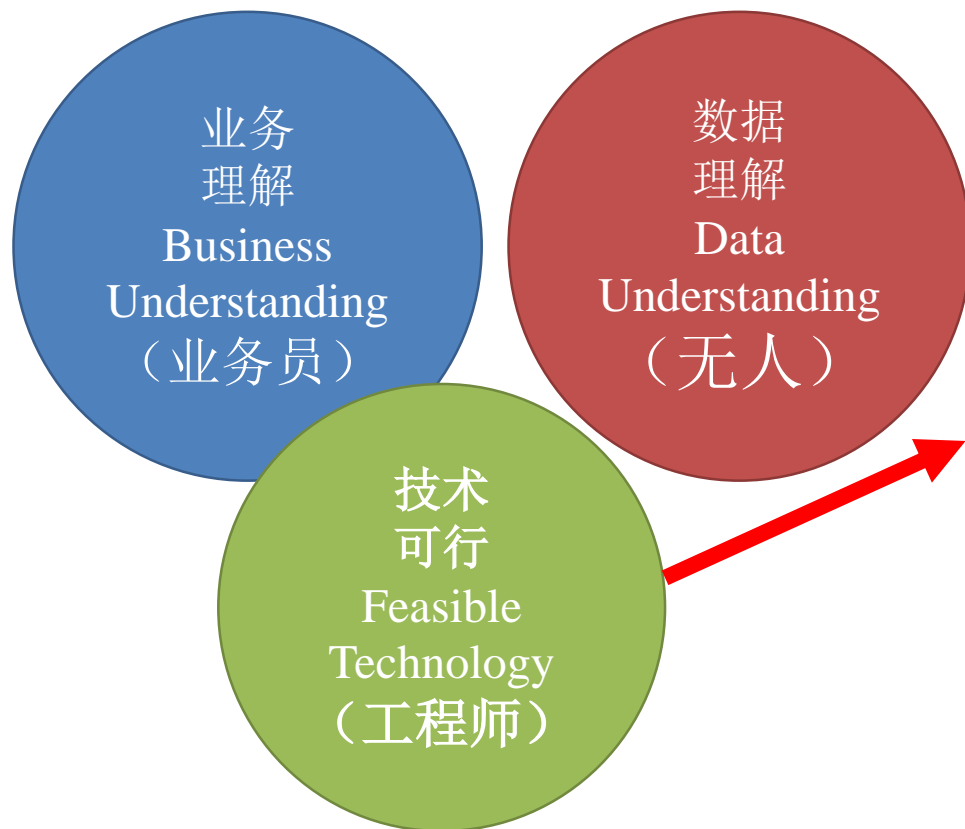 业务
理解
Business
Understanding
（业务员）
数据
理解
Data
Understanding
（无人）
技术
可行
Feasible
Technology
（工程师）